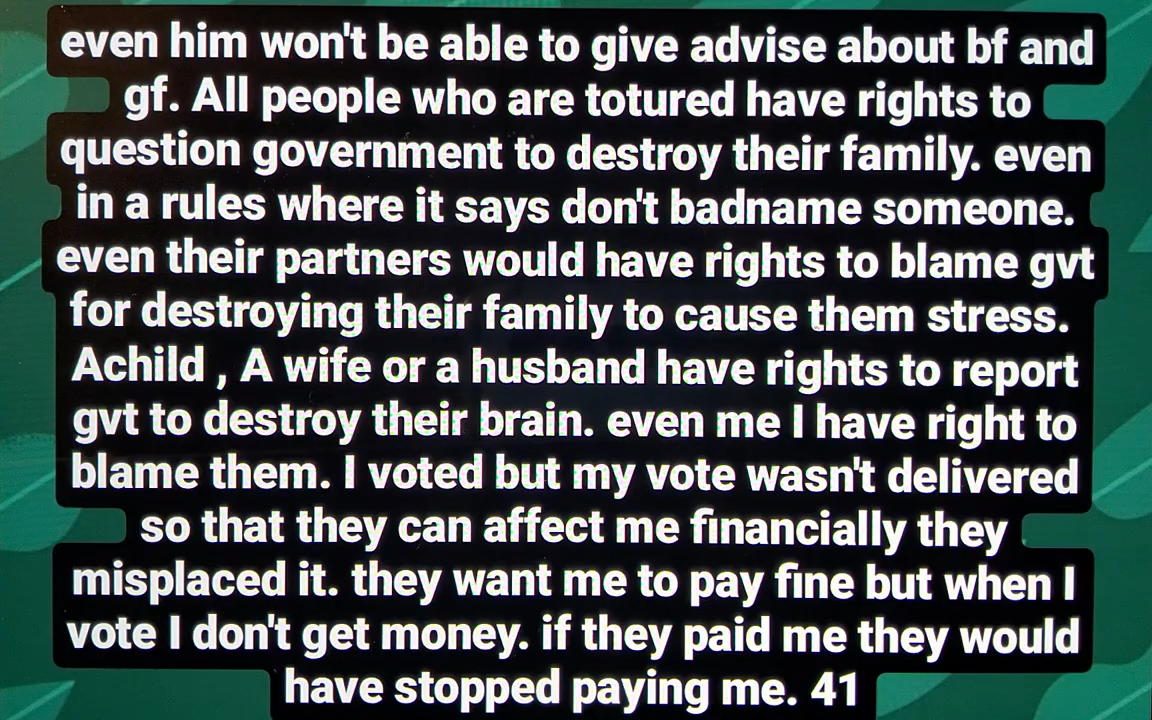 even him won't be able to give advise about bf and
gf. All people who are totured have rights to
question government to destroy their family. even
in a rules where it says don't badname someone.
even their partners would have rights to blame gvt
for destroying their family to cause them stress.
Achild , A wife or a husband have rights to report
gvt to destroy their brain. even me I have right to
blame them. I voted but my vote wasn't delivered
so that they can affect me financially they
misplaced it. they want me to pay fine but when I
vote I don't get money. if they paid me they would
have stopped paying me. 41